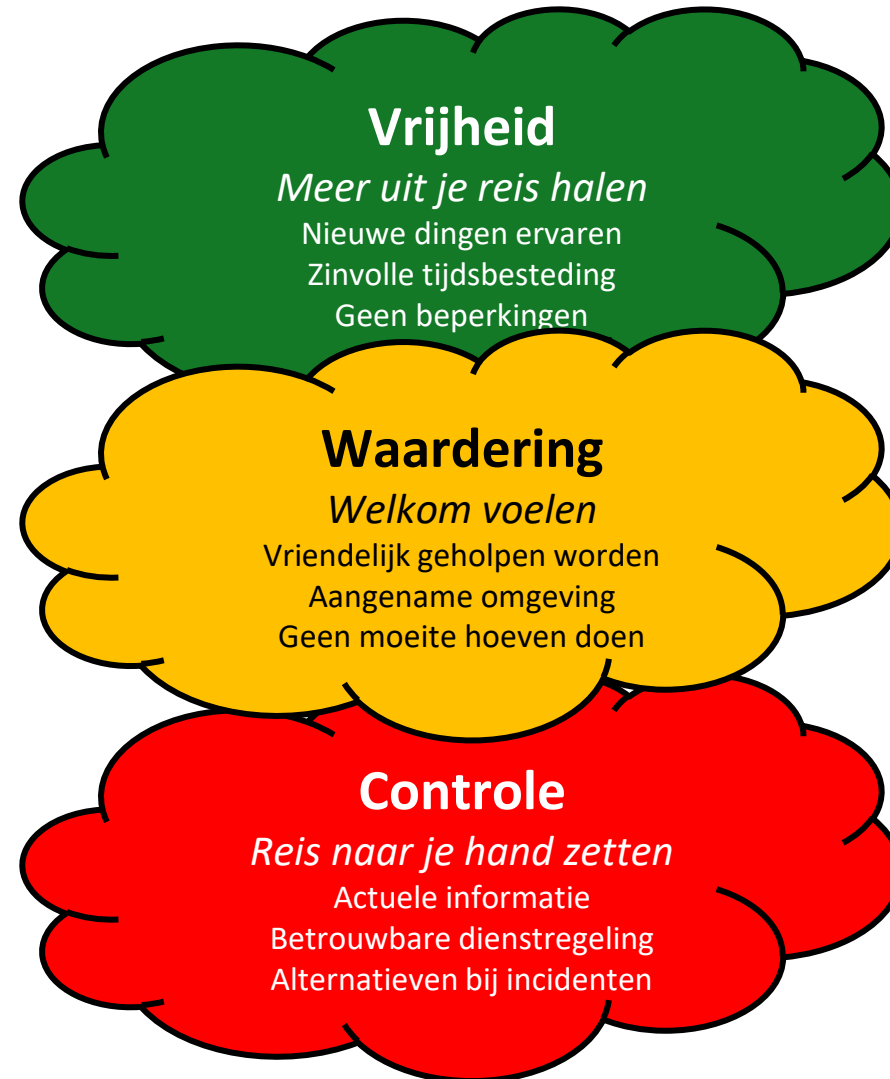 Vrijheid
Meer uit je reis halen
Nieuwe dingen ervaren
Zinvolle tijdsbesteding
Geen beperkingen
Waardering
Welkom voelen
Vriendelijk geholpen worden
Aangename omgeving
Geen moeite hoeven doen
Controle
Reis naar je hand zetten
Actuele informatie
Betrouwbare dienstregeling
Alternatieven bij incidenten